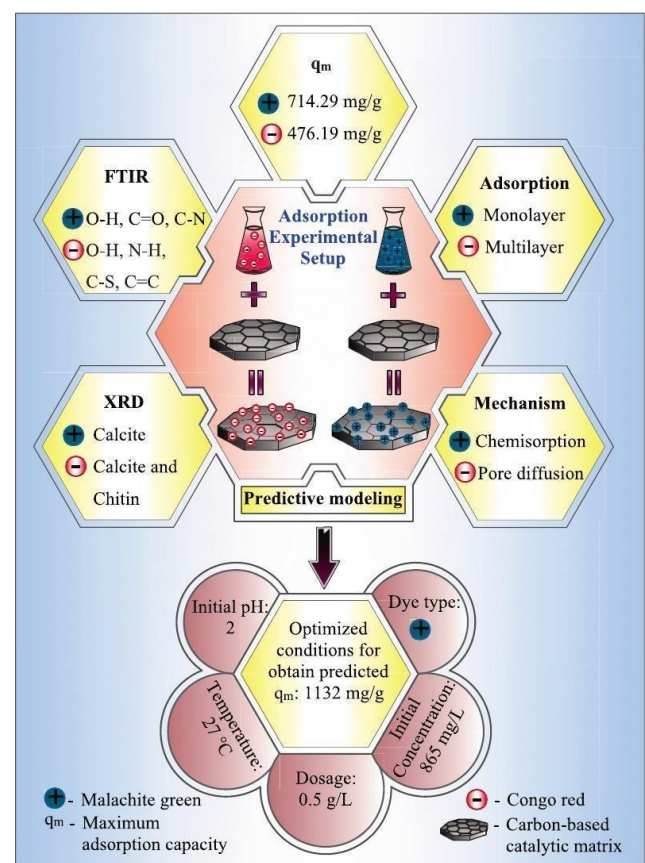 qm
+ 714.29 mg/g
- 476.19 mg/g
FTIR
+ O-H, C=O, C-N
- O-H, N-H,
C-S, C=C
Adsorption
Experimental
Setup
Adsorption
+ Monolayer
- Multilayer
XRD
+ Calcite
- Calcite and
Chitin
Mechanism
+ Chemisorption
- Pore diffusion
Predictive modeling
Initial pH:
2
Dye type:
+
Optimized
conditions for
obtain predicted
qm: 1132 mg/g
Temperature:
27 °C
Initial
Concentration:
865 mg/L
Dosage:
0.5 g/L
+ - Malachite green
qm - Maximum
adsorption capacity
- - Congo red
- Carbon-based
catalytic matrix